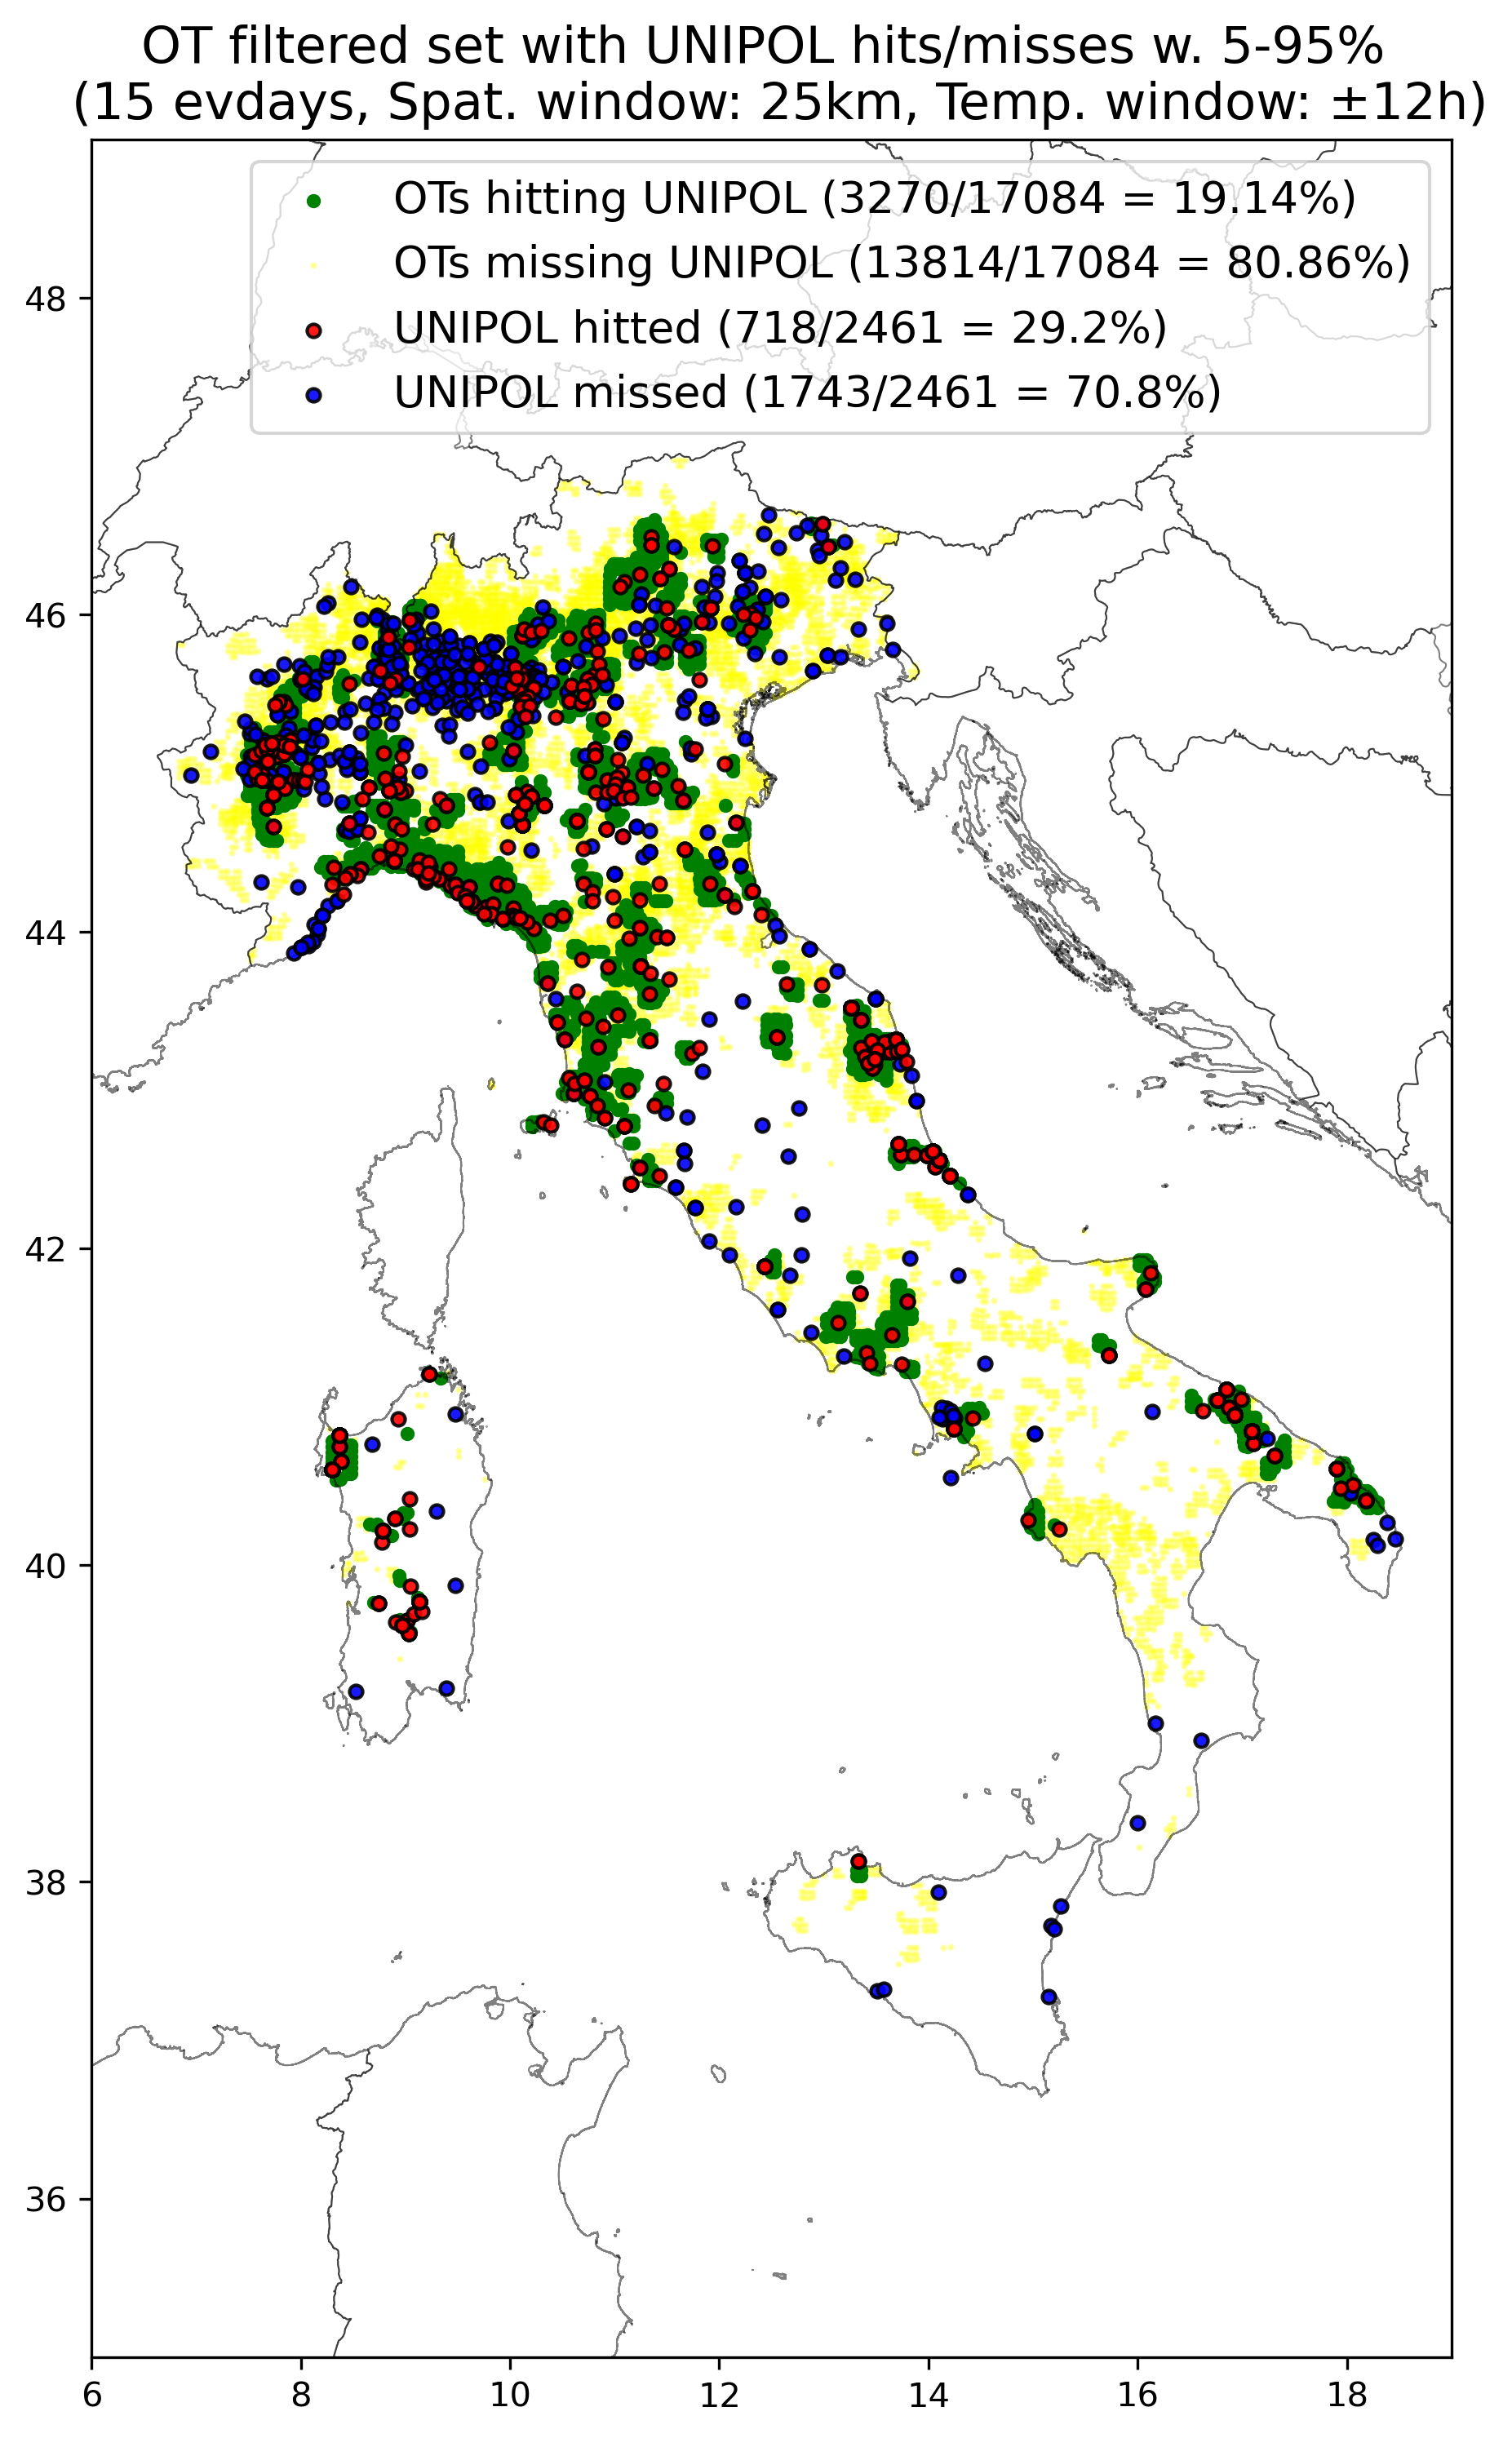 OT filtered set with UNIPOL hits/misses w. 5-95%
(15 evdays, Spat. window: 25km, Temp. window: ±12h)
OTs hitting UNIPOL (3270/17084 = 19.14%)
OTs missing UNIPOL (13814/17084 = 80.86%)
UNIPOL hitted (718/2461 = 29.2%)
UNIPOL missed (1743/2461 = 70.8%)
48
46
44
42
40
38
36
6 8 10 12 14 16 18